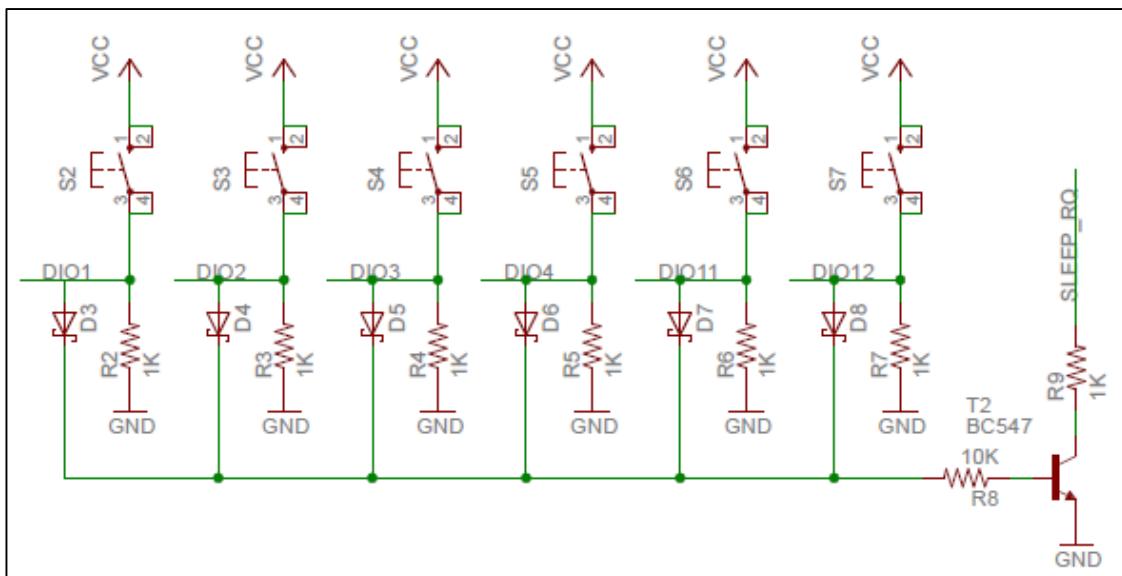 VCC VCC VCC VCC VCC VCC
1 2 1 2 1 2 1 2 1 2 1 2
S2 S3 S4 S5 S6 S7
3 4 3 4 3 4 3 4 3 4 3 4
DIO1 DIO2 DIO3 DIO4 DIO11 DIO12
SLEEP_RQ
D3 D4 D5 D6 D7 D8
R2 1K R3 1K R4 1K R5 1K R6 1K R7 1K
R9 1K
GND GND GND GND GND GND
T2
BC547
10K
R8
GND